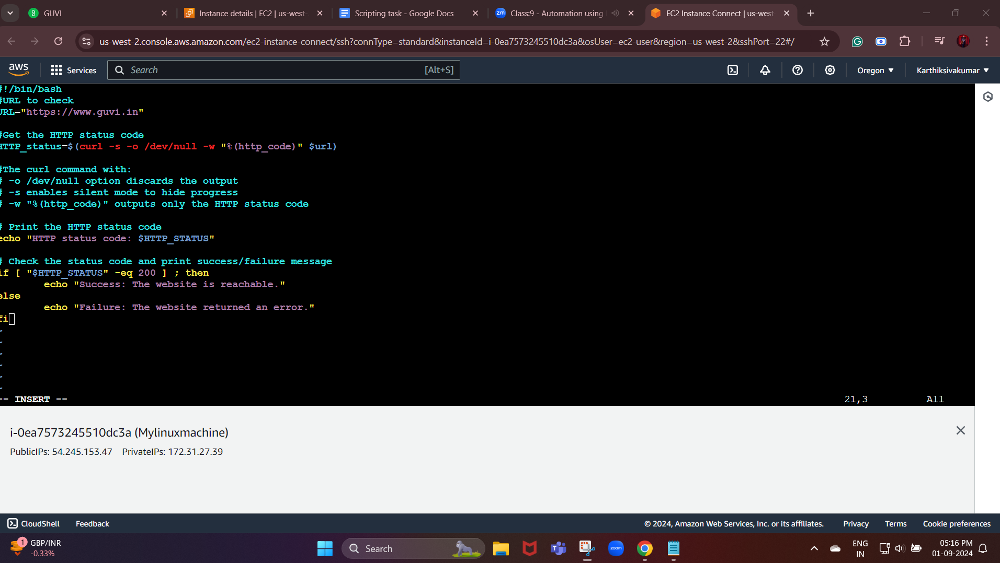 GUVI
Instance details | EC2 | us-west-
Scripting task - Google Docs
Class:9 - Automation using
EC2 Instance Connect | us-west
us-west-2.console.aws.amazon.com/ec2-instance-connect/ssh?connType=standard&instanceId=i-0ea7573245510dc3a&osUser=ec2-user&region=us-west-2&sshPort=22#/
aws
Services
Search
[Alt+S]
Oregon
Karthiksivakumar
#!/bin/bash
#URL to check
URL="https://www.guvi.in"
#Get the HTTP status code
HTTP_status=$(curl -s -o /dev/null -w "%(http_code)" $url)
#The curl command with:
# -o /dev/null option discards the output
# -s enables silent mode to hide progress
# -w "%(http_code)" outputs only the HTTP status code
# Print the HTTP status code
echo "HTTP status code: $HTTP_STATUS"
# Check the status code and print success/failure message
if [ "$HTTP_STATUS" -eq 200 ] ; then
echo "Success: The website is reachable."
else
echo "Failure: The website returned an error."
fi
~
~
~
~
~
~
-- INSERT --
21,3
All
i-0ea7573245510dc3a (Mylinuxmachine)
PublicIPs: 54.245.153.47 PrivateIPs: 172.31.27.39
CloudShell
Feedback
© 2024, Amazon Web Services, Inc. or its affiliates.
Privacy
Terms
Cookie preferences
1
GBP/INR
-0.33%
Search
zoom
ENG
IN
05:16 PM
01-09-2024